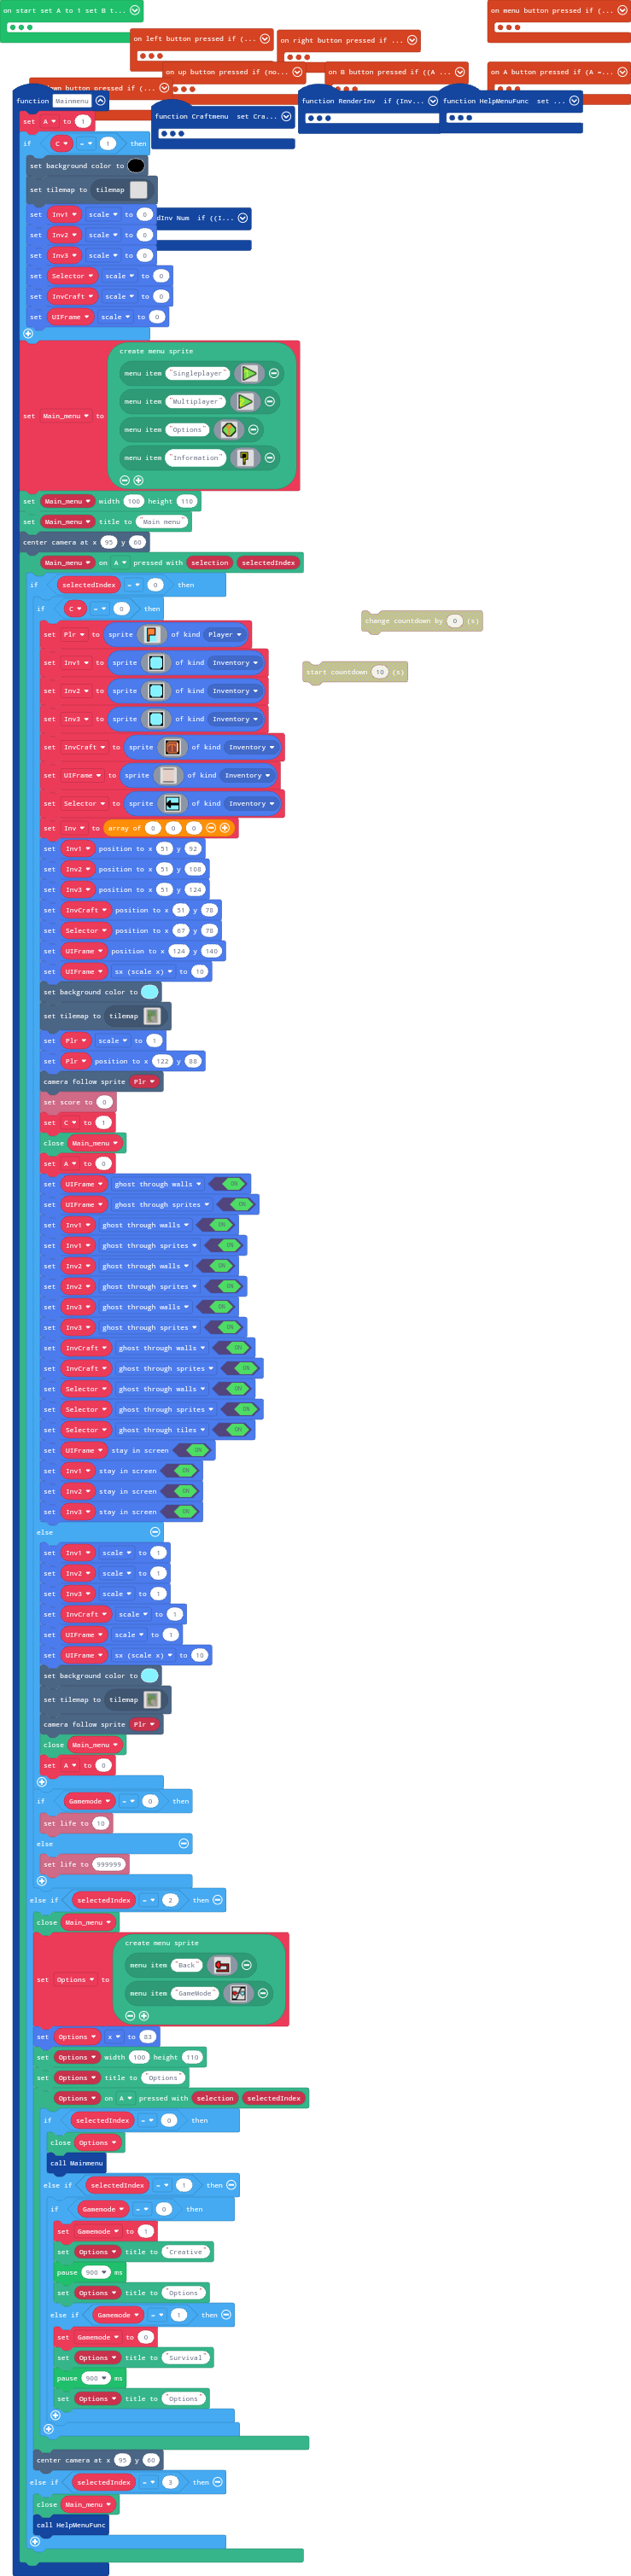 on start set A to 1 set B t...
on menu button pressed if (...
on left button pressed if (...
on right button pressed if ...
on up button pressed if (no...
on B button pressed if ((A ...
on A button pressed if (A =...
down button pressed if (...
function Mainmenu
function RenderInv if (Inv...
function HelpMenuFunc set ...
function Craftmenu set Cra...
set A to 1
if C = 1 then
set background color to
set tilemap to tilemap
set Inv1 scale to 0
dInv Num if ((I...
set Inv2 scale to 0
set Inv3 scale to 0
set Selector scale to 0
set InvCraft scale to 0
set UIFrame scale to 0
create menu sprite
menu item "Singleplayer"
menu item "Multiplayer"
set Main_menu to
menu item "Options"
menu item "Information"
set Main_menu width 100 height 110
set Main_menu title to "Main menu"
center camera at x 95 y 60
Main_menu on A pressed with selection selectedIndex
if selectedIndex = 0 then
if C = 0 then
change countdown by 0 (s)
set Plr to sprite of kind Player
set Inv1 to sprite of kind Inventory
start countdown 10 (s)
set Inv2 to sprite of kind Inventory
set Inv3 to sprite of kind Inventory
set InvCraft to sprite of kind Inventory
set UIFrame to sprite of kind Inventory
set Selector to sprite of kind Inventory
set Inv to array of 0 0 0
set Inv1 position to x 51 y 92
set Inv2 position to x 51 y 108
set Inv3 position to x 51 y 124
set InvCraft position to x 51 y 78
set Selector position to x 67 y 78
set UIFrame position to x 124 y 140
set UIFrame sx (scale x) to 10
set background color to
set tilemap to tilemap
set Plr scale to 1
set Plr position to x 122 y 88
camera follow sprite Plr
set score to 0
set C to 1
close Main_menu
set A to 0
set UIFrame ghost through walls ON
set UIFrame ghost through sprites ON
set Inv1 ghost through walls ON
set Inv1 ghost through sprites ON
set Inv2 ghost through walls ON
set Inv2 ghost through sprites ON
set Inv3 ghost through walls ON
set Inv3 ghost through sprites ON
set InvCraft ghost through walls ON
set InvCraft ghost through sprites ON
set Selector ghost through walls ON
set Selector ghost through sprites ON
set Selector ghost through tiles ON
set UIFrame stay in screen ON
set Inv1 stay in screen ON
set Inv2 stay in screen ON
set Inv3 stay in screen ON
else
set Inv1 scale to 1
set Inv2 scale to 1
set Inv3 scale to 1
set InvCraft scale to 1
set UIFrame scale to 1
set UIFrame sx (scale x) to 10
set background color to
set tilemap to tilemap
camera follow sprite Plr
close Main_menu
set A to 0
if Gamemode = 0 then
set life to 10
else
set life to 999999
else if selectedIndex = 2 then
close Main_menu
create menu sprite
menu item "Back"
set Options to
menu item "GameMode"
set Options x to 83
set Options width 100 height 110
set Options title to "Options"
Options on A pressed with selection selectedIndex
if selectedIndex = 0 then
close Options
call Mainmenu
else if selectedIndex = 1 then
if Gamemode = 0 then
set Gamemode to 1
set Options title to "Creative"
pause 900 ms
set Options title to "Options"
else if Gamemode = 1 then
set Gamemode to 0
set Options title to "Survival"
pause 900 ms
set Options title to "Options"
center camera at x 95 y 60
else if selectedIndex = 3 then
close Main_menu
call HelpMenuFunc